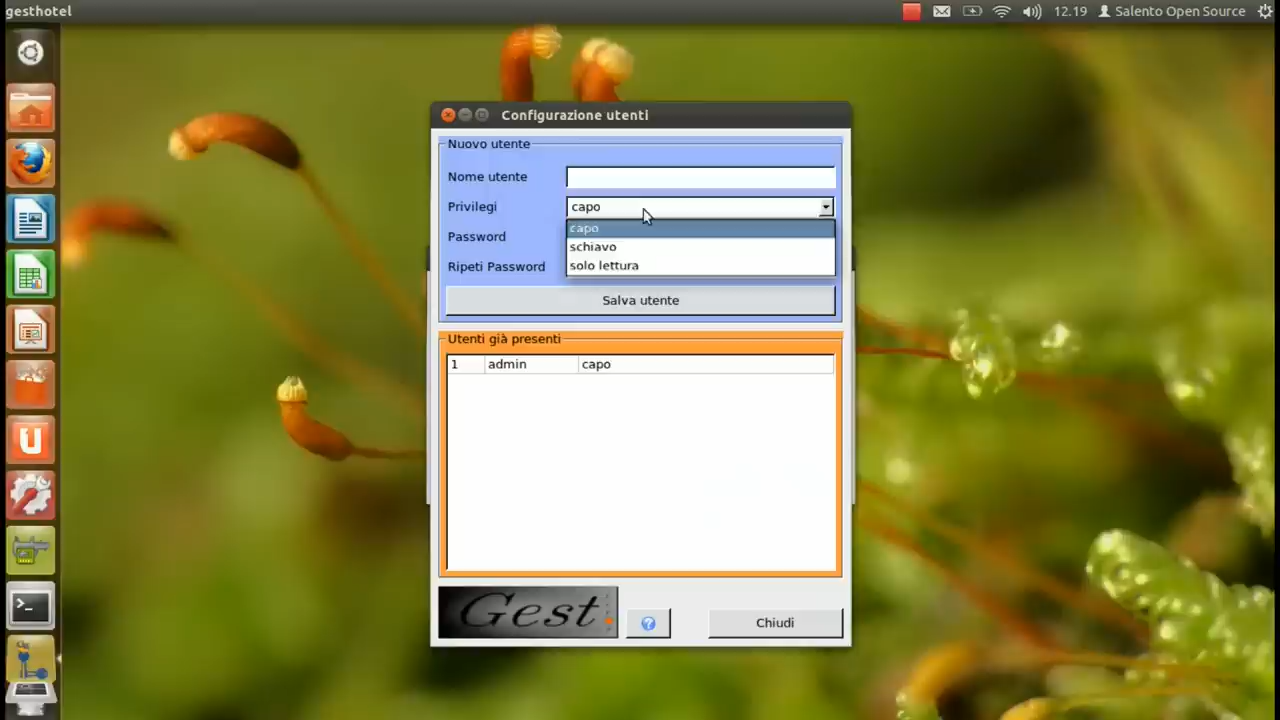 gesthotel
12.19 Salento Open Source
Configurazione utenti
Nuovo utente
Nome utente
Privilegi capo
capo
Password
schiavo
solo lettura
Ripeti Password
Salva utente
Utenti già presenti
1 admin capo
Gest
Chiudi